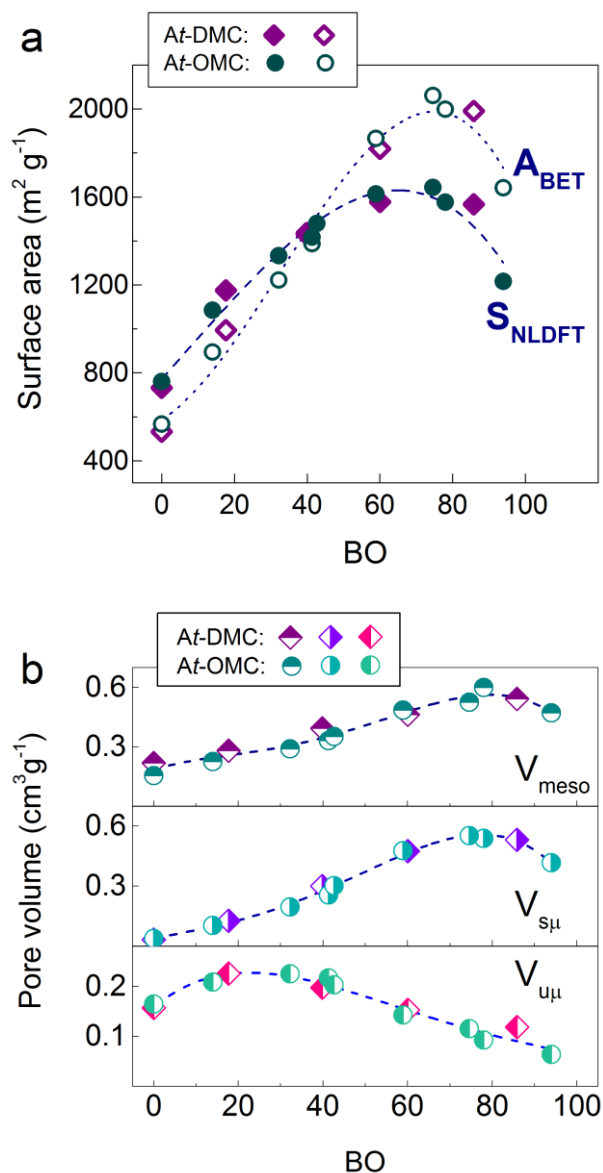 a
At-DMC:
At-OMC:
2000
1600
1200
800
400
Surface area (m² g⁻¹)
A_BET
S_NLDFT
0 20 40 60 80 100
BO
b
At-DMC:
At-OMC:
0.6
0.3
V_meso
0.6
0.3
V_sμ
0.2
0.1
V_uμ
Pore volume (cm³g⁻¹)
0 20 40 60 80 100
BO